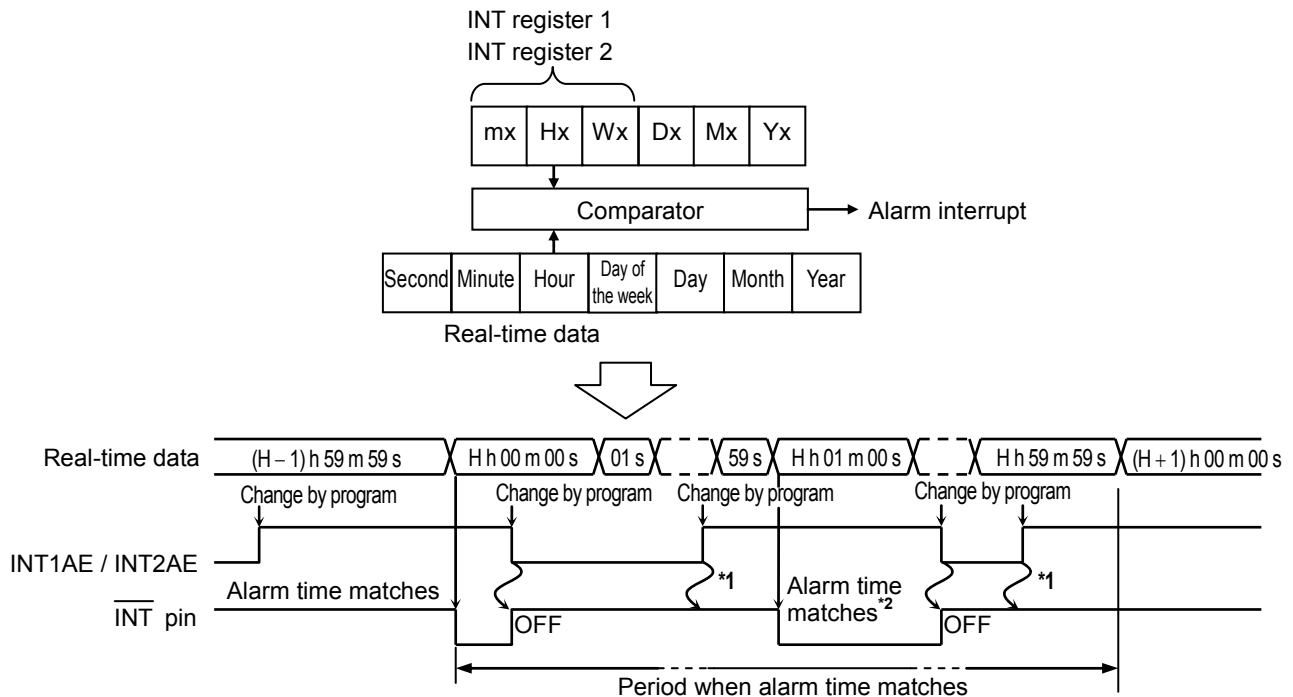 INT register 1
INT register 2
mx Hx Wx Dx Mx Yx
Comparator
Alarm interrupt
Second Minute Hour Day of the week Day Month Year
Real-time data
Real-time data
(H − 1) h 59 m 59 s
H h 00 m 00 s
01 s
59 s
H h 01 m 00 s
H h 59 m 59 s
(H + 1) h 00 m 00 s
Change by program
Change by program
Change by program
Change by program
INT1AE / INT2AE
Alarm time matches
*1
Alarm time
matches*2
*1
INT pin
OFF
OFF
Period when alarm time matches